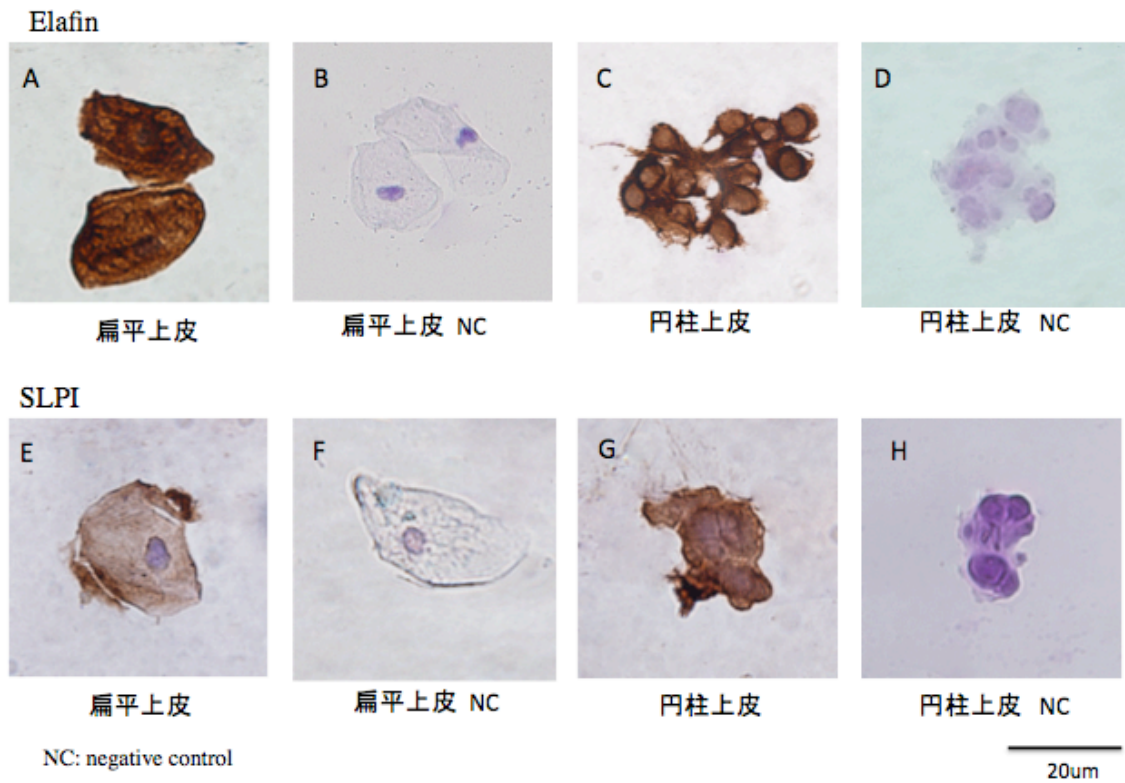 Elafin
A B C D
扁平上皮 扁平上皮 NC 円柱上皮 円柱上皮 NC
SLPI
E F G H
扁平上皮 扁平上皮 NC 円柱上皮 円柱上皮 NC
NC: negative control
20um